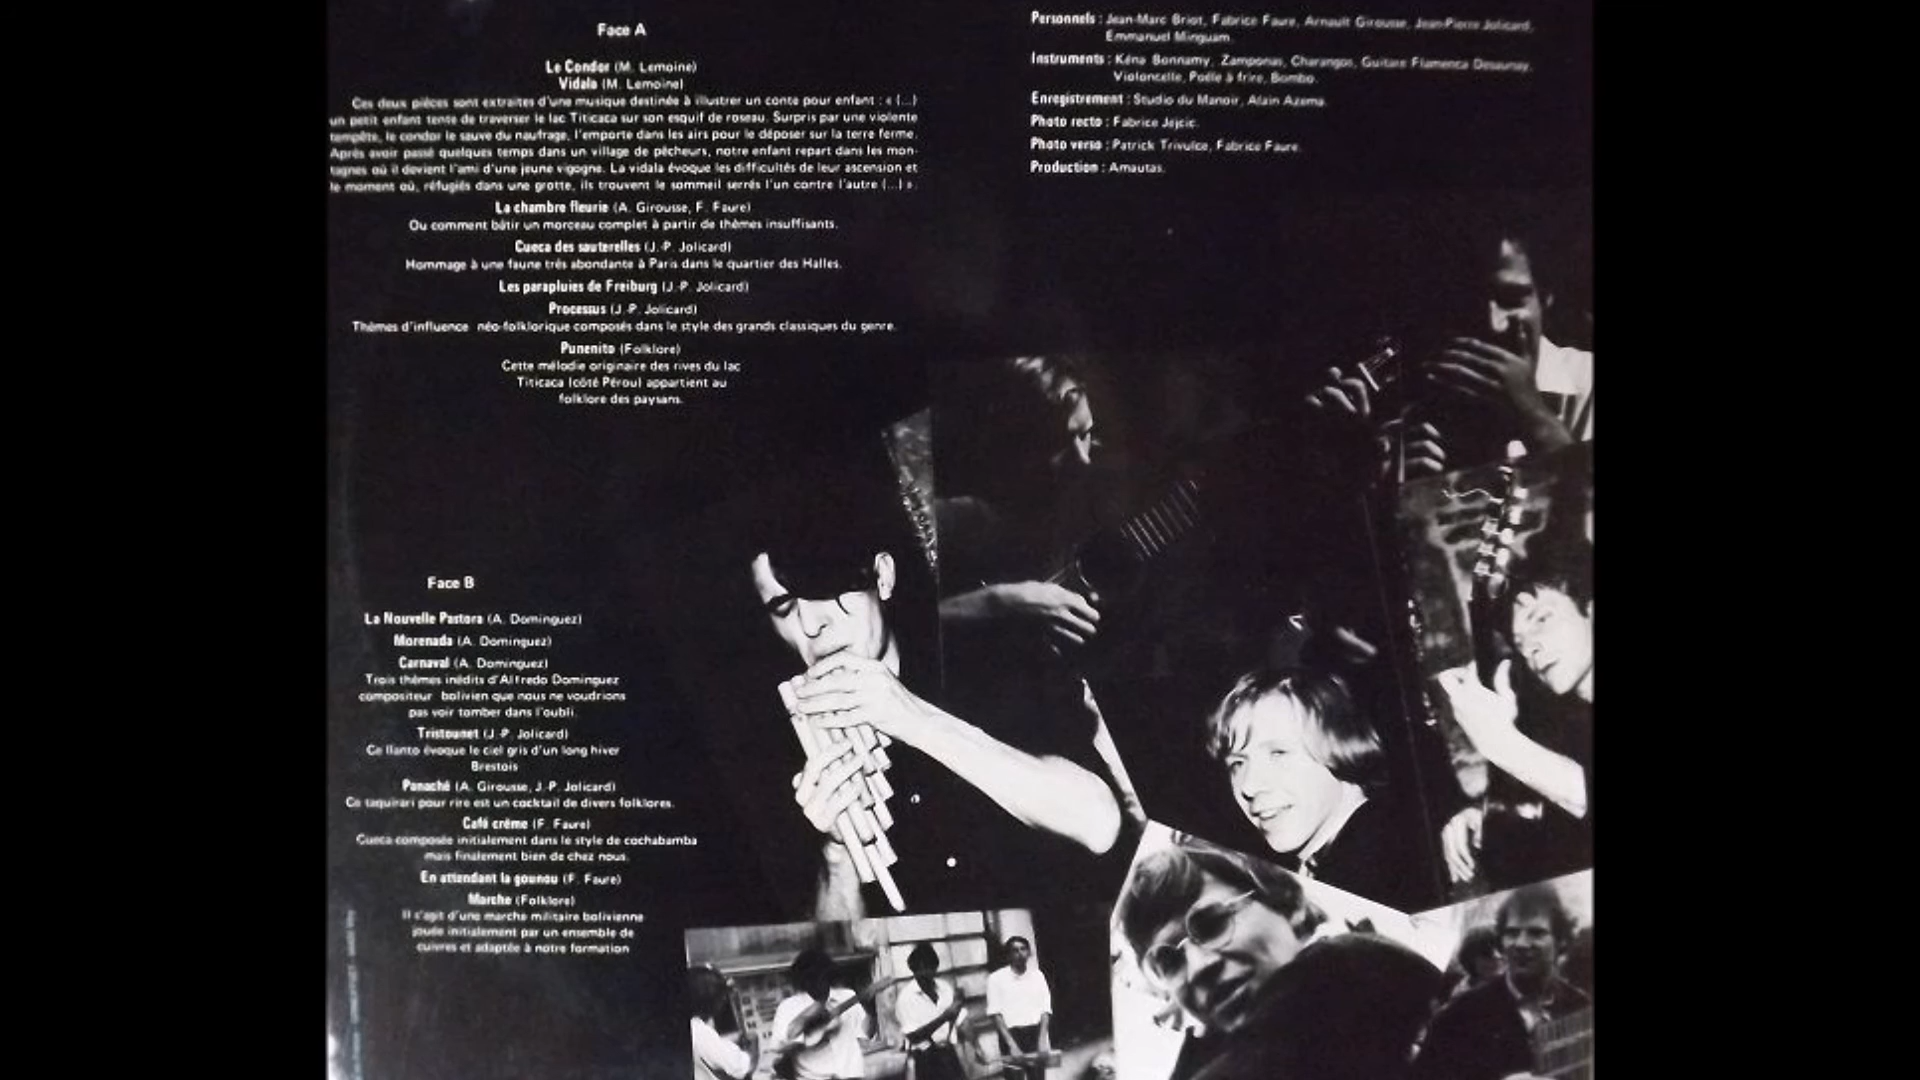 Face A
Le Condor (M. Lemoine)
Vidala (M. Lemoine)
Ces deux pièces sont extraites d'une musique destinée à illustrer un conte pour enfant : « (...)
un petit enfant tente de traverser le lac Titicaca sur son esquif de roseau. Surpris par une violente
tempête, le condor le sauve du naufrage, l'emporte dans les airs pour le déposer sur la terre ferme.
Après avoir passé quelques temps dans un village de pêcheurs, notre enfant repart dans les mon-
tagnes où il devient l'ami d'une jeune vigogne. La vidala évoque les difficultés de leur ascension et
le moment où, réfugiés dans une grotte, ils trouvent le sommeil serrés l'un contre l'autre (...) ».
La chambre fleurie (A. Girousse, F. Faure)
Ou comment bâtir un morceau complet à partir de thèmes insuffisants.
Cueca des sauterelles (J.-P. Jolicard)
Hommage à une faune très abondante à Paris dans le quartier des Halles.
Les parapluies de Freiburg (J.-P. Jolicard)
Processus (J.-P. Jolicard)
Thèmes d'influence néo-folklorique composés dans le style des grands classiques du genre.
Punenito (Folklore)
Cette mélodie originaire des rives du lac
Titicaca (côté Pérou) appartient au
folklore des paysans.
Face B
La Nouvelle Pastora (A. Dominguez)
Morenada (A. Dominguez)
Carnaval (A. Dominguez)
Trois thèmes inédits d'Alfredo Dominguez
compositeur bolivien que nous ne voudrions
pas voir tomber dans l'oubli.
Tristounet (J.-P. Jolicard)
Ce llanto évoque le ciel gris d'un long hiver
Brestois
Panaché (A. Girousse, J.-P. Jolicard)
Ce taquirari pour rire est un cocktail de divers folklores.
Café crème (F. Faure)
Cueca composée initialement dans le style de cochabamba
mais finalement bien de chez nous.
En attendant la gounou (F. Faure)
Marche (Folklore)
Il s'agit d'une marche militaire bolivienne
jouée initialement par un ensemble de
cuivres et adaptée à notre formation
Personnels : Jean-Marc Briot, Fabrice Faure, Arnault Girousse, Jean-Pierre Jolicard,
Emmanuel Minguam.
Instruments : Kéna Bonnamy, Zamponas, Charangos, Guitare Flamenca Desaunay,
Violoncelle, Poêle à frire, Bombo.
Enregistrement : Studio du Manoir, Alain Azema.
Photo recto : Fabrice Jejcic.
Photo verso : Patrick Trivulce, Fabrice Faure.
Production : Amautas.